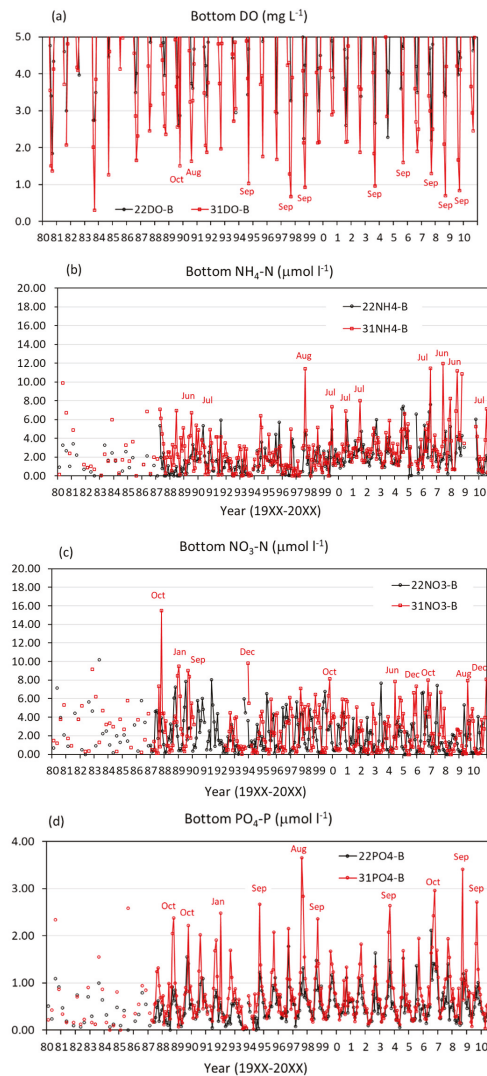 (a) Bottom DO (mg L-1)
5.0
4.0
3.0
2.0
1.0
0.0
Oct
Aug
Sep
Sep
Sep
Sep
Sep
Sep
Sep
Sep
22DO-B
31DO-B
80 81 82 83 84 85 86 87 88 89 90 91 92 93 94 95 96 97 98 99 0 1 2 3 4 5 6 7 8 9 10
(b) Bottom NH4-N (μmol l-1)
20.00
18.00
16.00
14.00
12.00
10.00
8.00
6.00
4.00
2.00
0.00
22NH4-B
31NH4-B
Jun
Jul
Aug
Jul
Jul
Jul
Jul
Jun
Jun
Jul
80 81 82 83 84 85 86 87 88 89 90 91 92 93 94 95 96 97 98 99 0 1 2 3 4 5 6 7 8 9 10
Year (19XX-20XX)
(c) Bottom NO3-N (μmol l-1)
20.00
18.00
16.00
14.00
12.00
10.00
8.00
6.00
4.00
2.00
0.00
22NO3-B
31NO3-B
Oct
Jan
Sep
Dec
Oct
Jun
Dec
Oct
Aug
Dec
80 81 82 83 84 85 86 87 88 89 90 91 92 93 94 95 96 97 98 99 0 1 2 3 4 5 6 7 8 9 10
Year (19XX-20XX)
(d) Bottom PO4-P (μmol l-1)
4.00
3.00
2.00
1.00
0.00
22PO4-B
31PO4-B
Oct
Oct
Jan
Sep
Aug
Sep
Sep
Oct
Sep
Sep
80 81 82 83 84 85 86 87 88 89 90 91 92 93 94 95 96 97 98 99 0 1 2 3 4 5 6 7 8 9 10
Year (19XX-20XX)